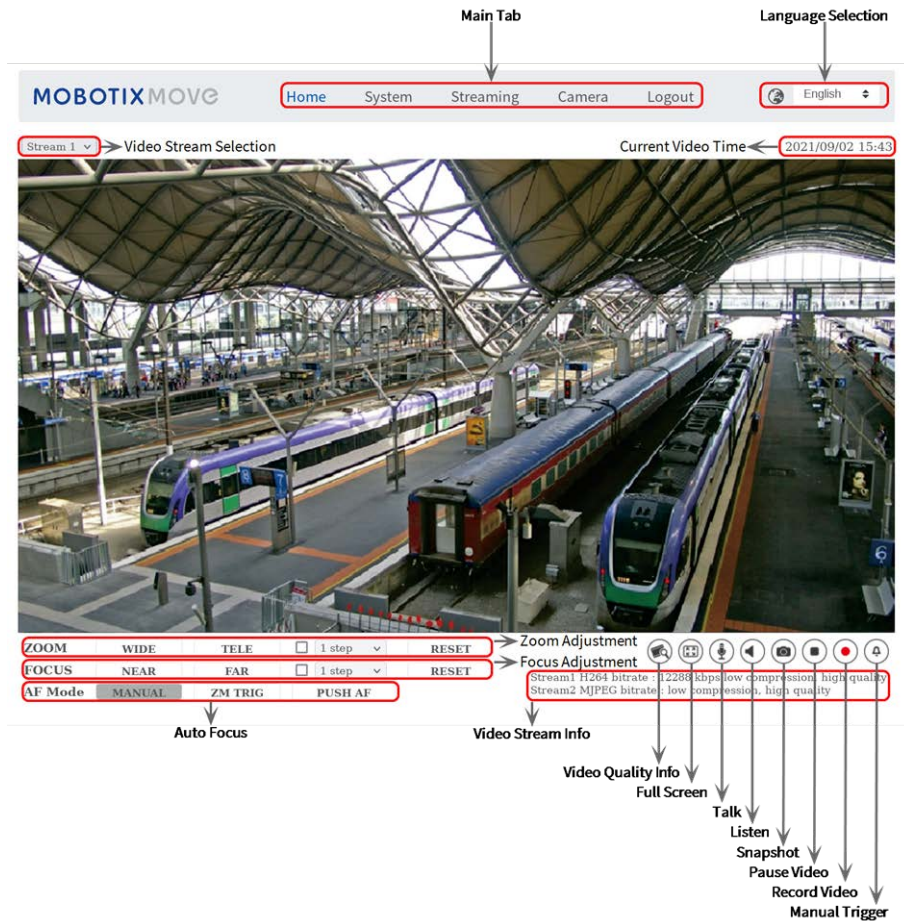 Main Tab
Language Selection
MOBOTIXMOVE
Home System Streaming Camera Logout
English
Stream 1
Video Stream Selection
Current Video Time
2021/09/02 15:43
8
7
6
ZOOM WIDE TELE 1 step RESET
Zoom Adjustment
FOCUS NEAR FAR 1 step RESET
Focus Adjustment
AF Mode MANUAL ZM TRIG PUSH AF
Stream1 H264 bitrate : 12288 kbps low compression, high quality
Stream2 MJPEG bitrate : low compression, high quality
Auto Focus
Video Stream Info
Video Quality Info
Full Screen
Talk
Listen
Snapshot
Pause Video
Record Video
Manual Trigger